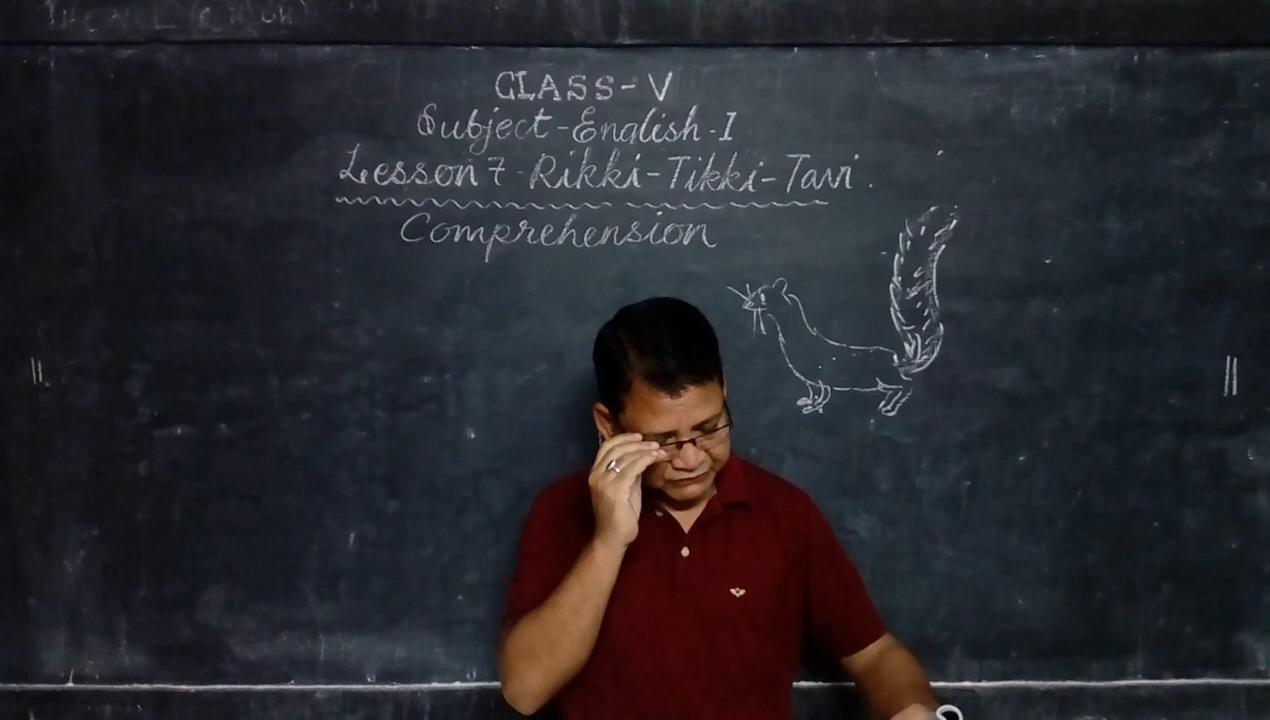 CLASS-V
Subject-English-I
Lesson 7 - Rikki-Tikki-Tavi.
Comprehension